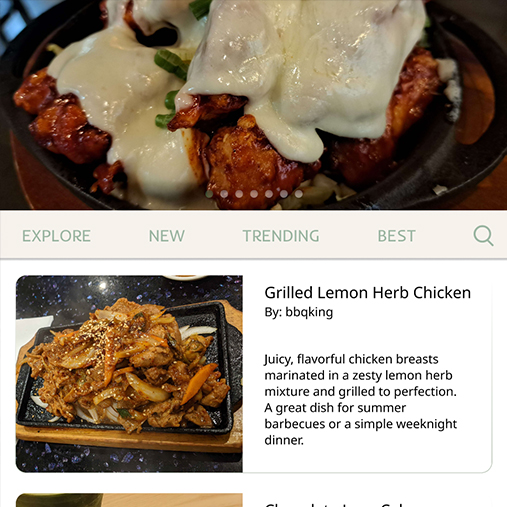 EXPLORE NEW TRENDING BEST
Grilled Lemon Herb Chicken
By: bbqking
Juicy, flavorful chicken breasts
marinated in a zesty lemon herb
mixture and grilled to perfection.
A great dish for summer
barbecues or a simple weeknight
dinner.